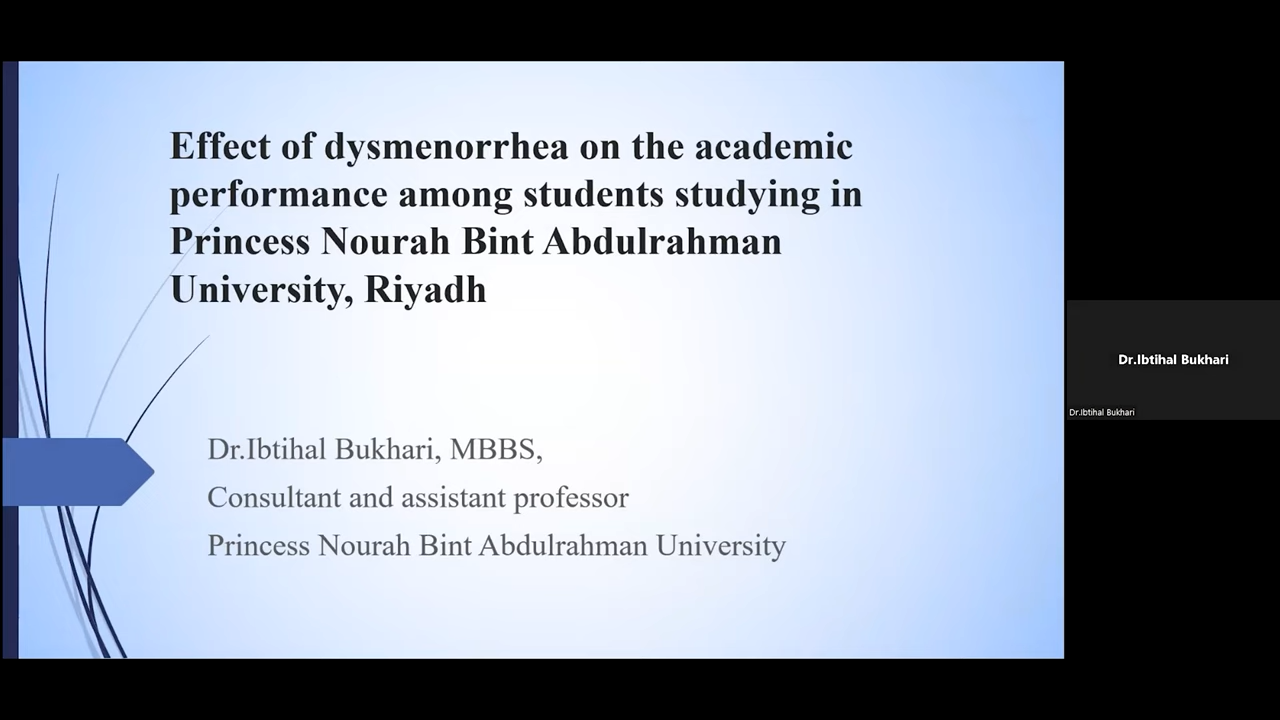 Effect of dysmenorrhea on the academic
performance among students studying in
Princess Nourah Bint Abdulrahman
University, Riyadh
Dr.Ibtihal Bukhari, MBBS,
Consultant and assistant professor
Princess Nourah Bint Abdulrahman University
Dr.Ibtihal Bukhari
Dr.Ibtihal Bukhari